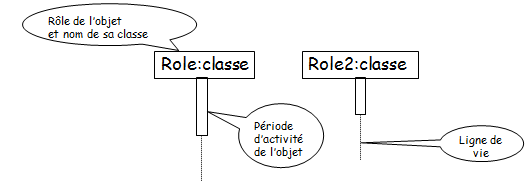 Rôle de l'objet
et nom de sa classe
Role:classe
Role2:classe
Période
d'activité
de l'objet
Ligne de
vie